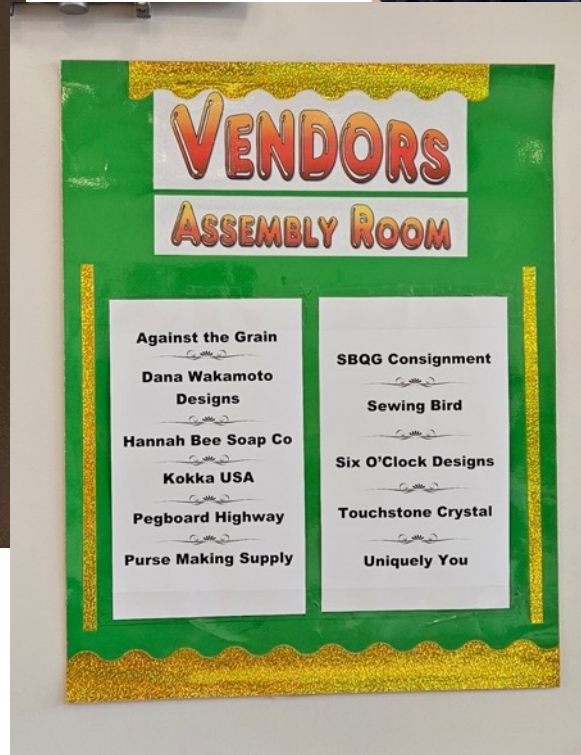 VENDORS
ASSEMBLY ROOM
Against the Grain
Dana Wakamoto
Designs
Hannah Bee Soap Co
Kokka USA
Pegboard Highway
Purse Making Supply
SBQG Consignment
Sewing Bird
Six O'Clock Designs
Touchstone Crystal
Uniquely You